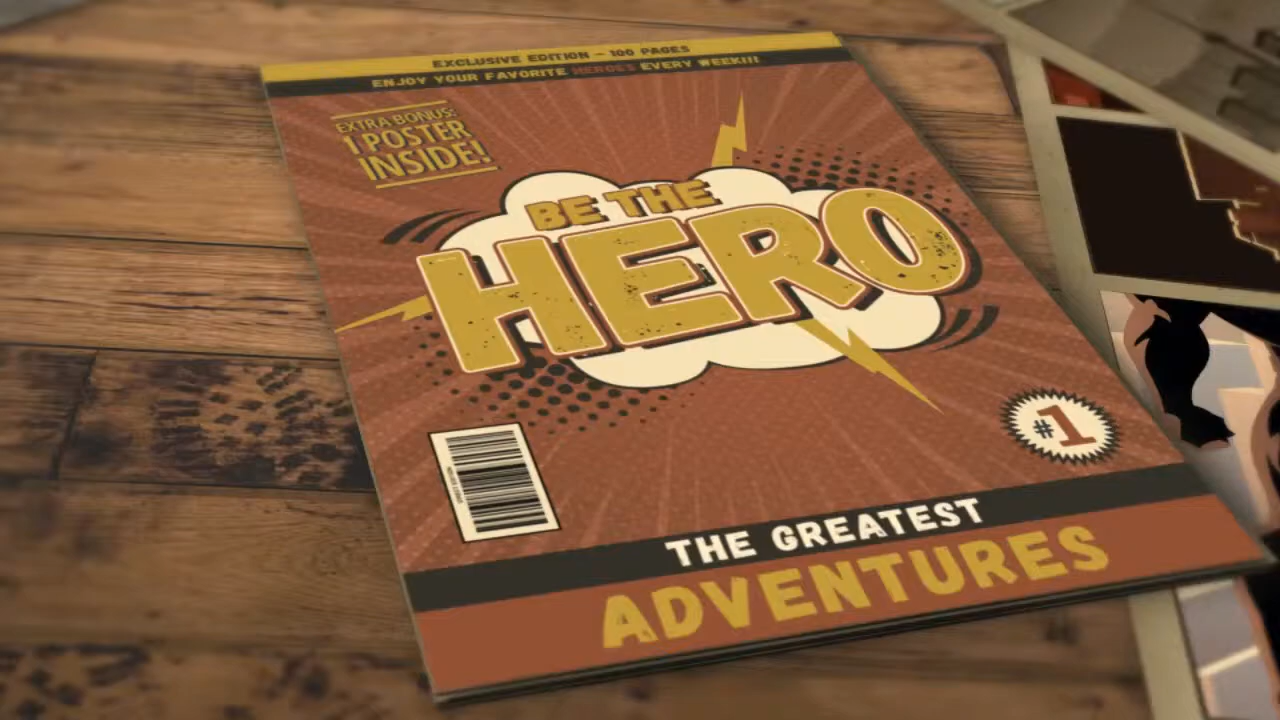 EXCLUSIVE EDITION – 100 PAGES
ENJOY YOUR FAVORITE HEROES EVERY WEEK!!!
EXTRA BONUS:
1 POSTER
INSIDE!
BE THE
HERO
#1
THE GREATEST
ADVENTURES